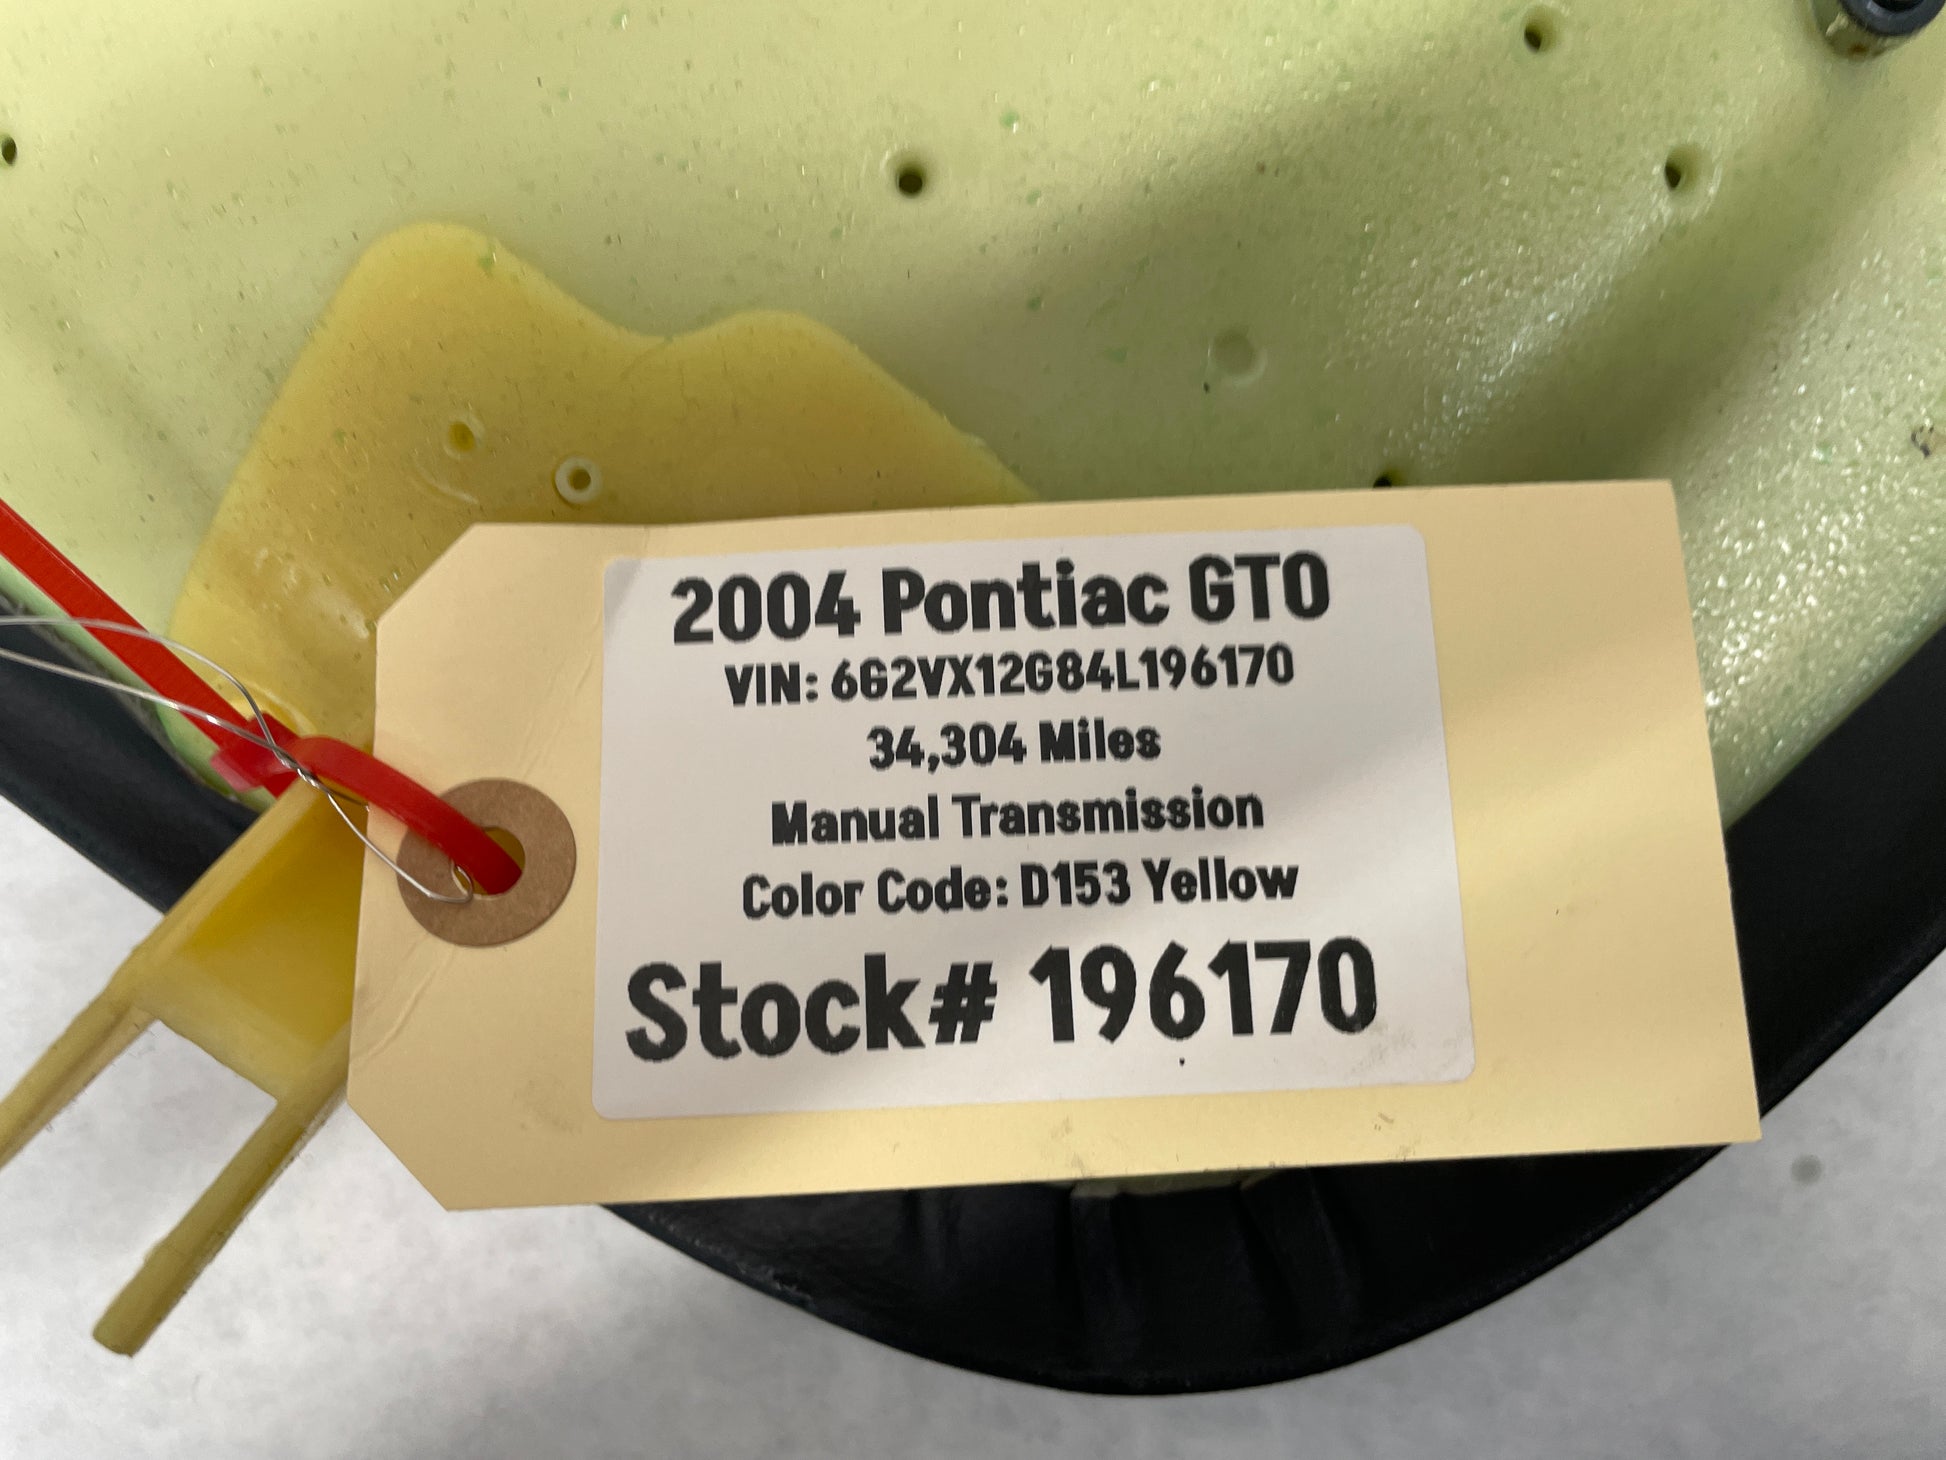 2004 Pontiac GTO
VIN: 6G2VX12G84L196170
34,304 Miles
Manual Transmission
Color Code: D153 Yellow
Stock# 196170